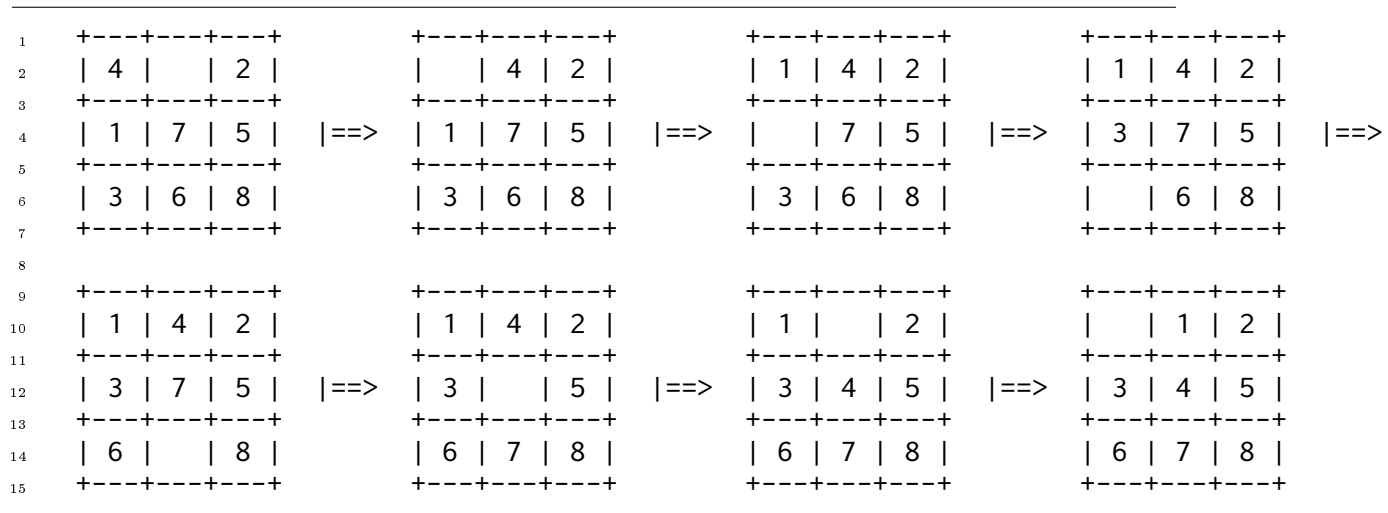 1 +---+---+---+ +---+---+---+ +---+---+---+ +---+---+---+
2 | 4 |   | 2 | |   | 4 | 2 | | 1 | 4 | 2 | | 1 | 4 | 2 |
3 +---+---+---+ +---+---+---+ +---+---+---+ +---+---+---+
4 | 1 | 7 | 5 | |==> | 1 | 7 | 5 | |==> |   | 7 | 5 | |==> | 3 | 7 | 5 | |==>
5 +---+---+---+ +---+---+---+ +---+---+---+ +---+---+---+
6 | 3 | 6 | 8 | | 3 | 6 | 8 | | 3 | 6 | 8 | |   | 6 | 8 |
7 +---+---+---+ +---+---+---+ +---+---+---+ +---+---+---+
8
9 +---+---+---+ +---+---+---+ +---+---+---+ +---+---+---+
10 | 1 | 4 | 2 | | 1 | 4 | 2 | | 1 |   | 2 | |   | 1 | 2 |
11 +---+---+---+ +---+---+---+ +---+---+---+ +---+---+---+
12 | 3 | 7 | 5 | |==> | 3 |   | 5 | |==> | 3 | 4 | 5 | |==> | 3 | 4 | 5 |
13 +---+---+---+ +---+---+---+ +---+---+---+ +---+---+---+
14 | 6 |   | 8 | | 6 | 7 | 8 | | 6 | 7 | 8 | | 6 | 7 | 8 |
15 +---+---+---+ +---+---+---+ +---+---+---+ +---+---+---+